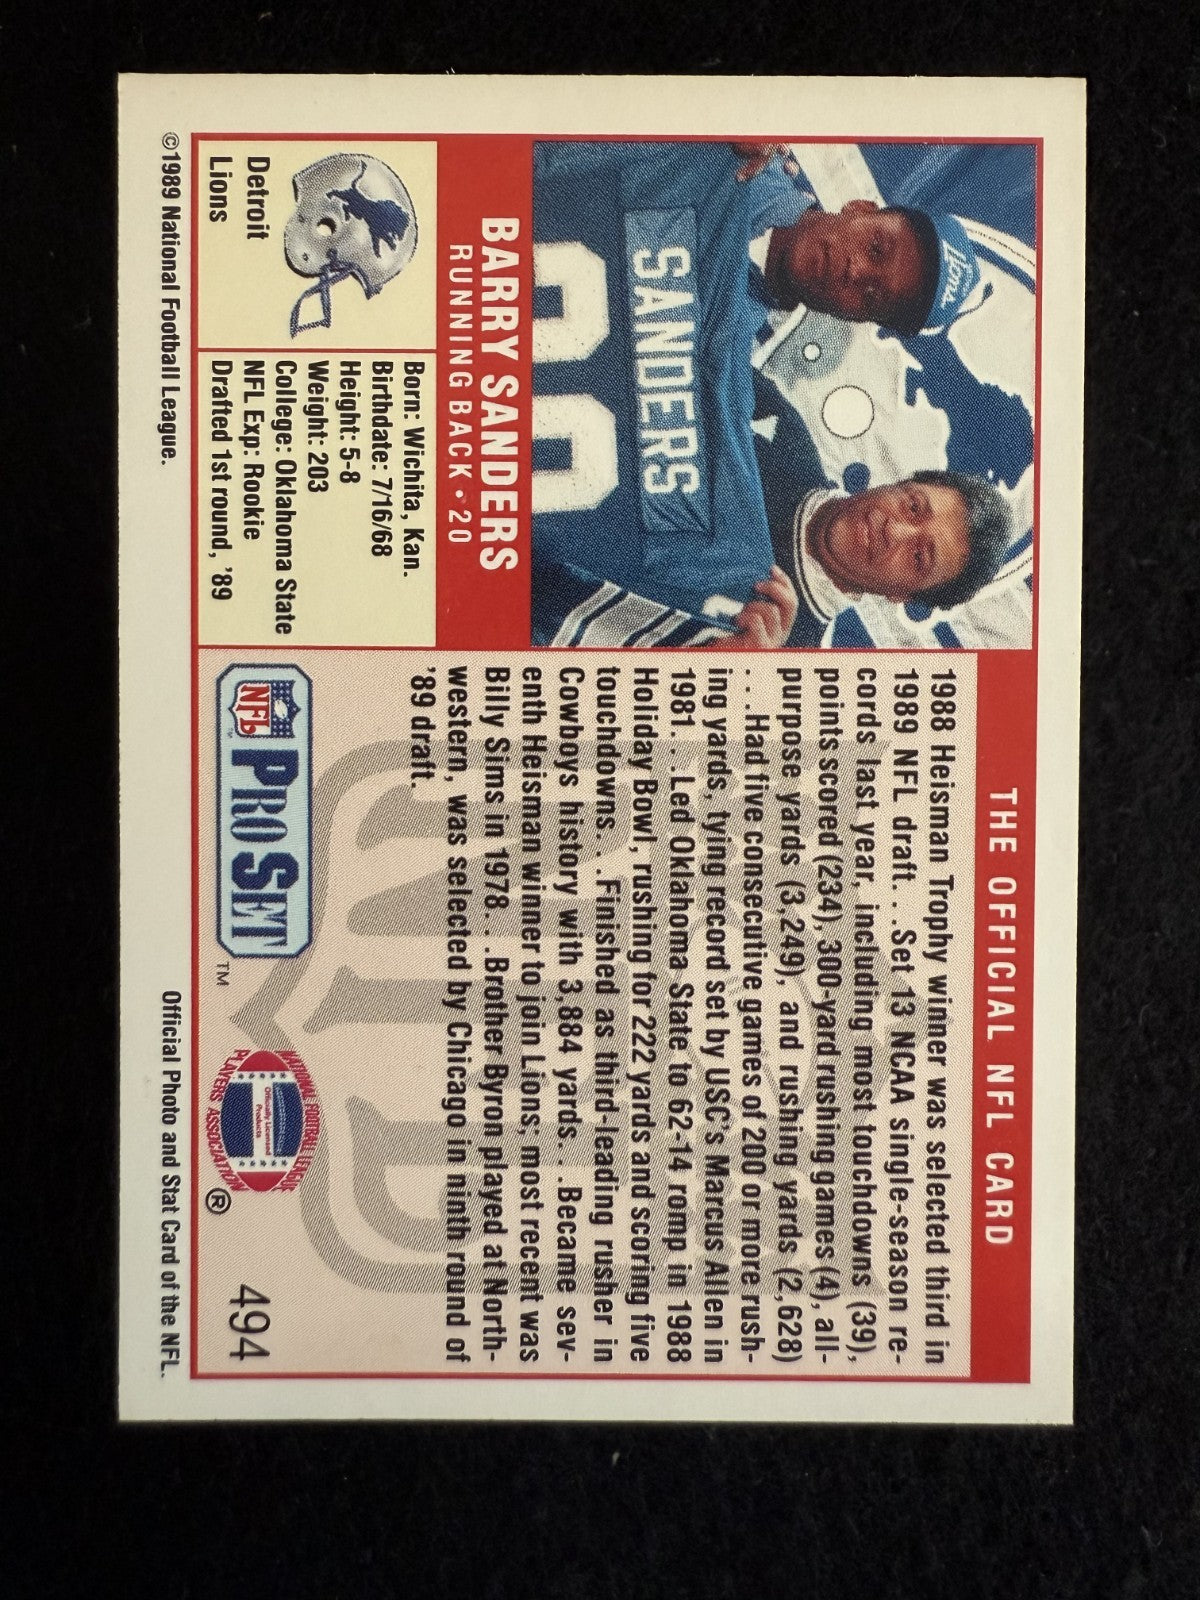 THE OFFICIAL NFL CARD
Lions
SANDERS
BARRY SANDERS
RUNNING BACK • 20
Detroit
Lions
Born: Wichita, Kan.
Birthdate: 7/16/68
Height: 5-8
Weight: 203
College: Oklahoma State
NFL Exp: Rookie
Drafted 1st round, '89
1988 Heisman Trophy winner was selected third in
1989 NFL draft. . .Set 13 NCAA single-season re-
cords last year, including most touchdowns (39),
points scored (234), 300-yard rushing games (4), all-
purpose yards (3,249), and rushing yards (2,628)
. . .Had five consecutive games of 200 or more rush-
ing yards, tying record set by USC's Marcus Allen in
1981. . .Led Oklahoma State to 62-14 romp in 1988
Holiday Bowl, rushing for 222 yards and scoring five
touchdowns. . .Finished as third-leading rusher in
Cowboys history with 3,884 yards. . .Became sev-
enth Heisman winner to join Lions; most recent was
Billy Sims in 1978. . .Brother Byron played at North-
western, was selected by Chicago in ninth round of
'89 draft.
NFL PRO SET ™
NATIONAL FOOTBALL LEAGUE
Officially Licensed
Products
PLAYERS ASSOCIATION ®
494
©1989 National Football League.
Official Photo and Stat Card of the NFL.